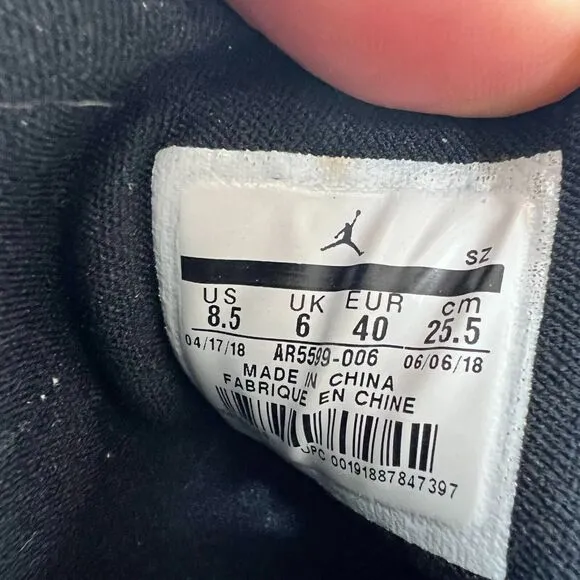 SZ
US UK EUR cm
8.5 6 40 25.5
04/17/18 AR5599-006 06/06/18
MADE IN CHINA
FABRIQUE EN CHINE
UPC 00191887847397